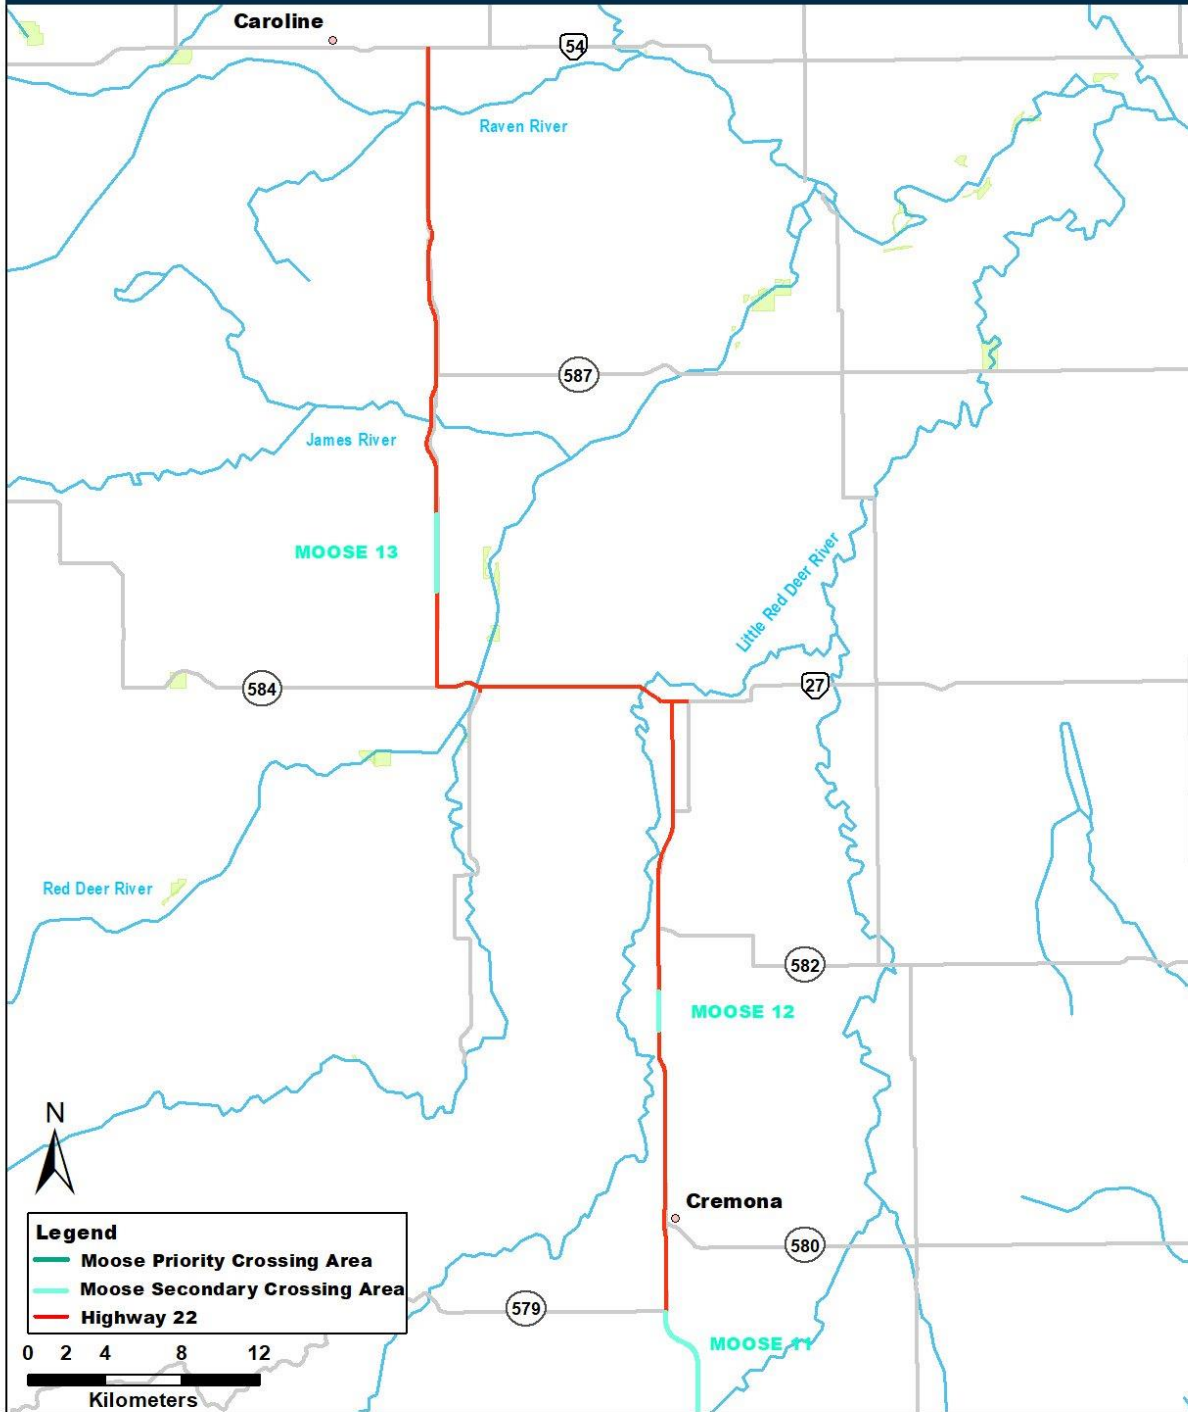 Caroline
54
Raven River
587
James River
MOOSE 13
Little Red Deer River
584
27
Red Deer River
582
MOOSE 12
N
Cremona
580
Legend
Moose Priority Crossing Area
Moose Secondary Crossing Area
Highway 22
579
MOOSE 11
0 2 4 8 12
Kilometers